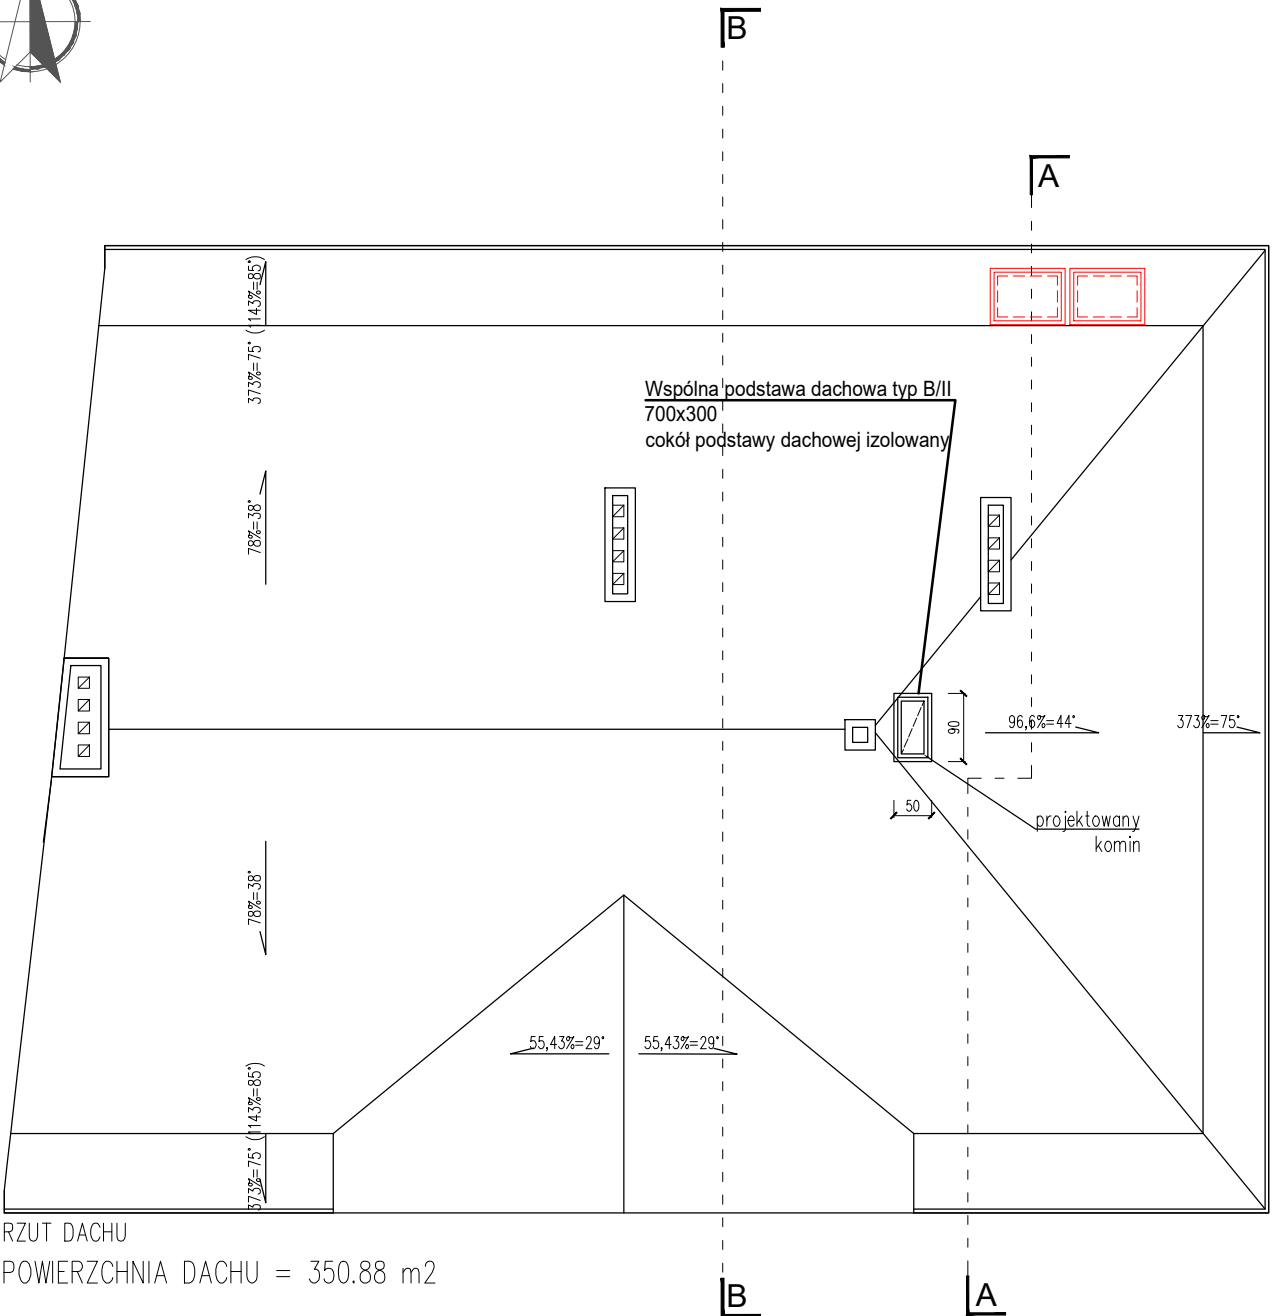 B
A
373%=75° (1143%=85°)
Wspólna podstawa dachowa typ B/II
700x300
cokół podstawy dachowej izolowany
78%=38°
96,6%=44°
373%=75°
90
50
projektowany
komin
78%=38°
55,43%=29°
55,43%=29°
373%=75° (1143%=85°)
RZUT DACHU
POWIERZCHNIA DACHU = 350.88 m2
B
A